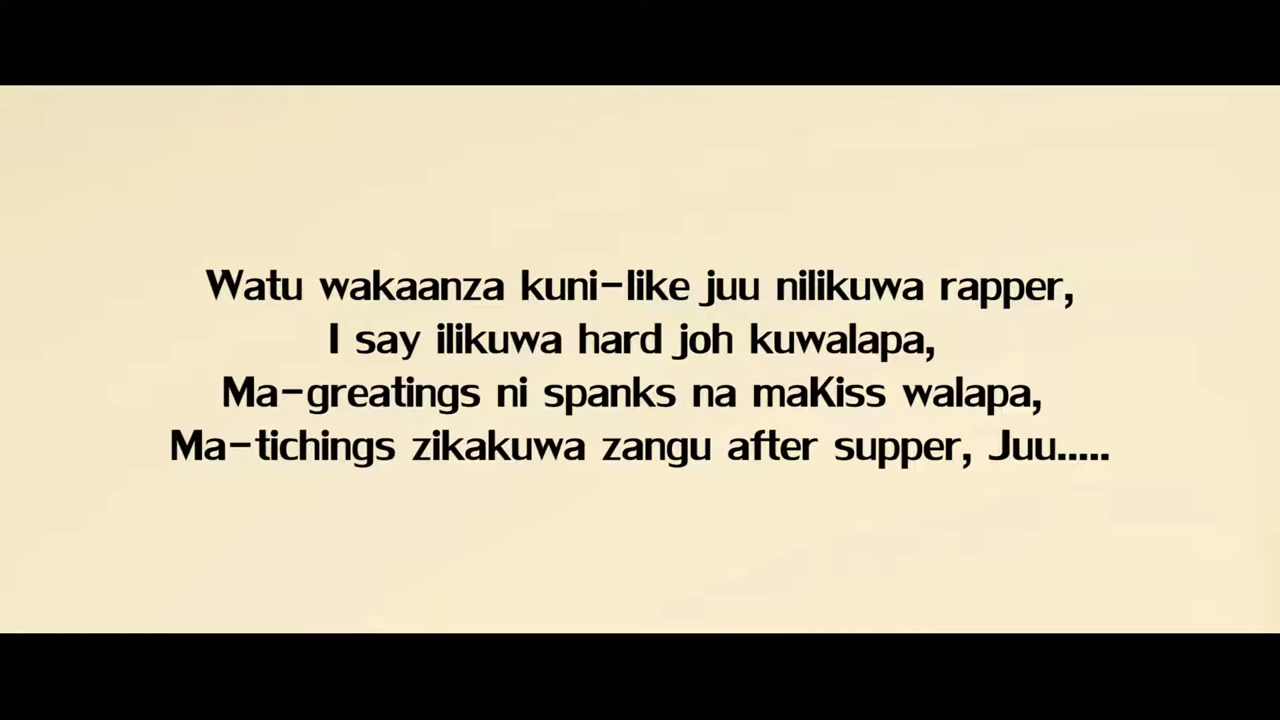 Watu wakaanza kuni-like juu nilikuwa rapper,
I say ilikuwa hard joh kuwalapa,
Ma-greatings ni spanks na maKiss walapa,
Ma-tichings zikakuwa zangu after supper, Juu.....